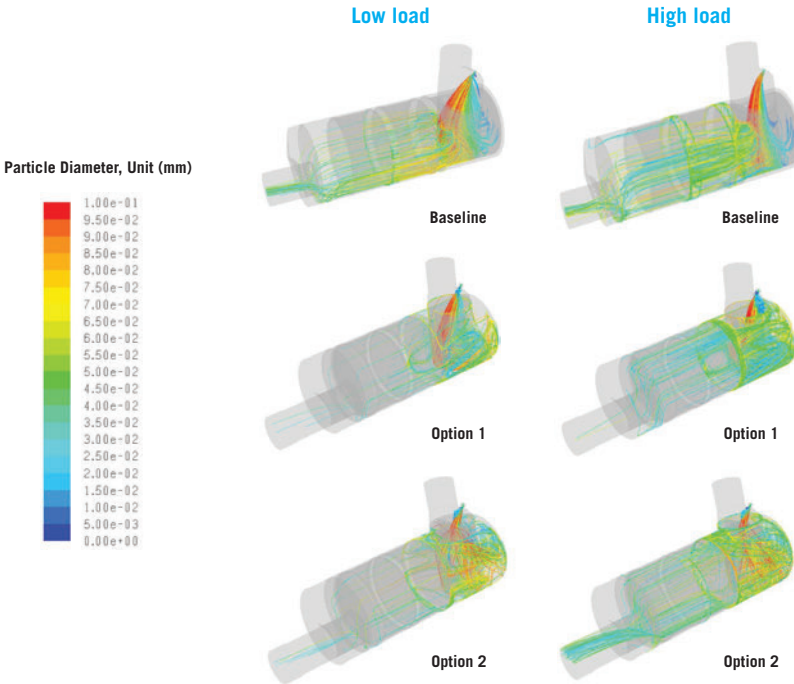 Low load
High load
Particle Diameter, Unit (mm)
1.00e-01
9.50e-02
9.00e-02
8.50e-02
8.00e-02
7.50e-02
7.00e-02
6.50e-02
6.00e-02
5.50e-02
5.00e-02
4.50e-02
4.00e-02
3.50e-02
3.00e-02
2.50e-02
2.00e-02
1.50e-02
1.00e-02
5.00e-03
0.00e+00
Baseline
Baseline
Option 1
Option 1
Option 2
Option 2